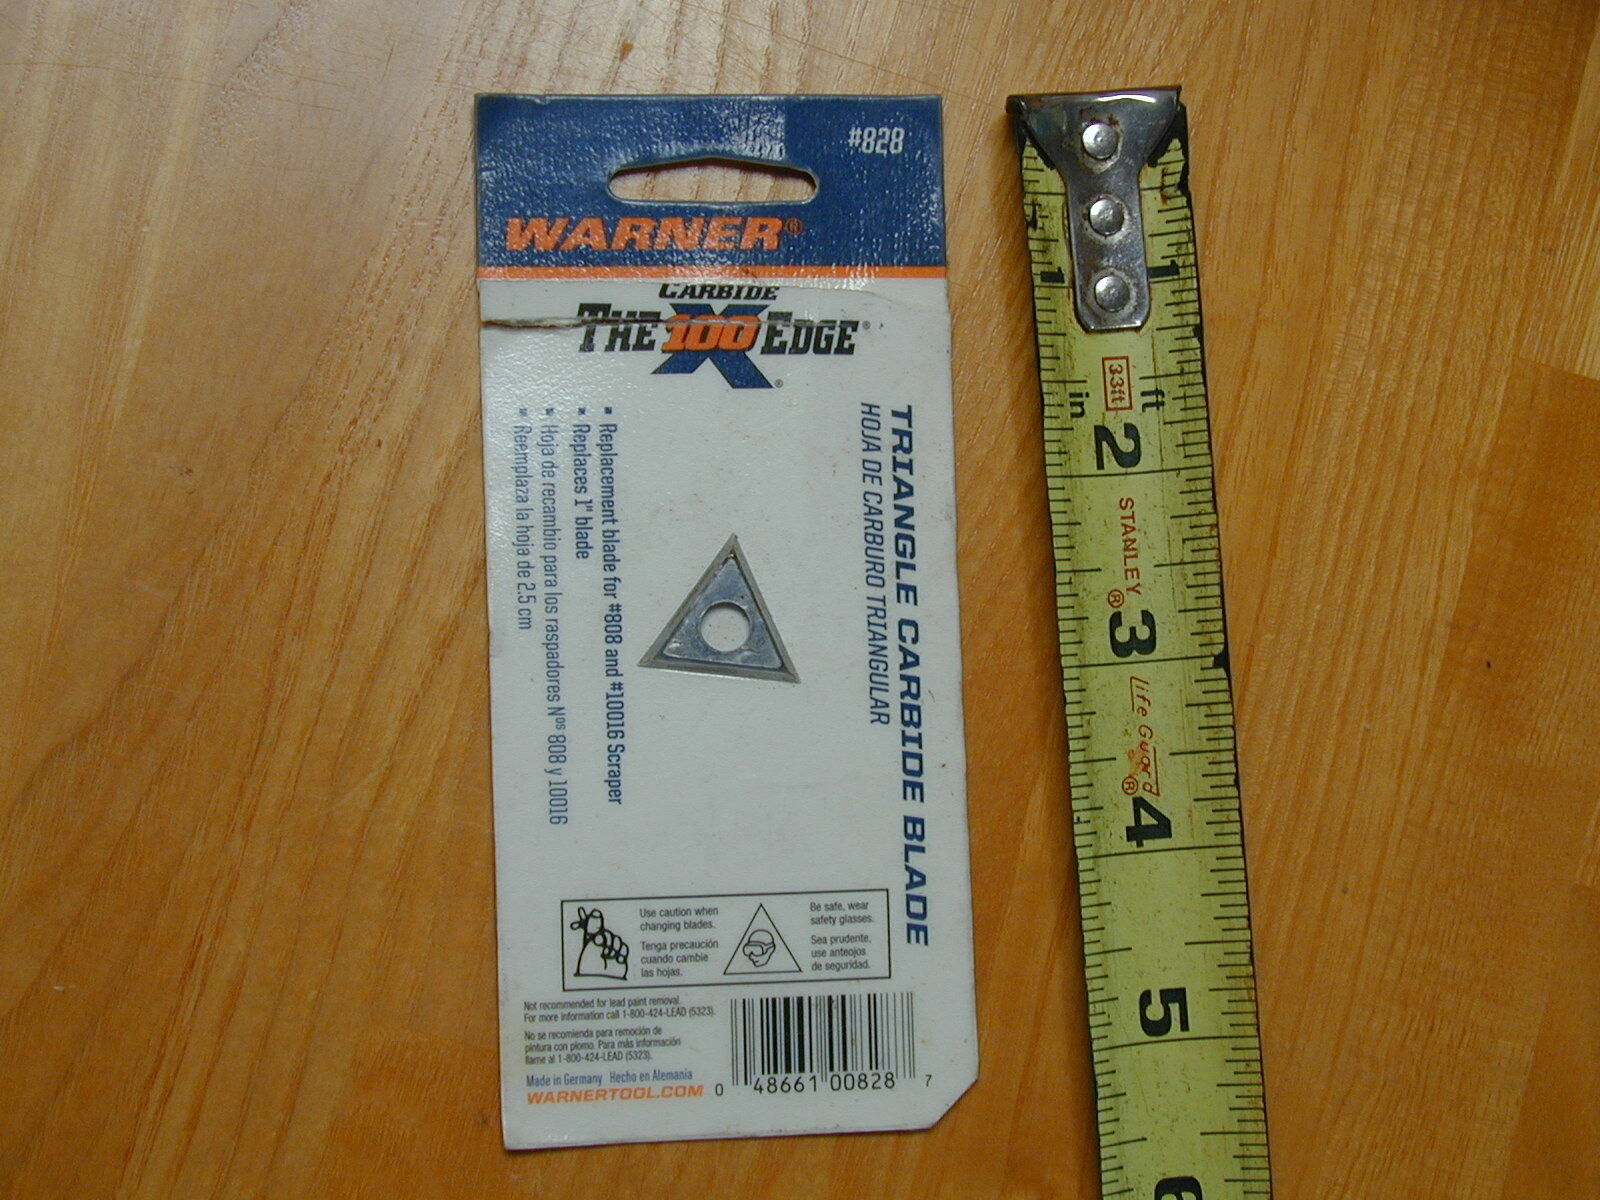 #828
WARNER®
CARBIDE
THE 100X EDGE®
®
TRIANGLE CARBIDE BLADE
HOJA DE CARBURO TRIANGULAR
▪ Replacement blade for #808 and #10016 Scraper
▪ Replaces 1" blade
▪ Hoja de recambio para los raspadores Nos 808 y 10016
▪ Reemplaza la hoja de 2.5 cm
Use caution when
changing blades.
Tenga precaución
cuando cambie
las hojas.
Be safe, wear
safety glasses.
Sea prudente,
use anteojos
de seguridad.
Not recommended for lead paint removal.
For more information call 1-800-424-LEAD (5323).
No se recomienda para remoción de
pintura con plomo. Para más información
llame al 1-800-424-LEAD (5323).
Made in Germany Hecho en Alemania
WARNERTOOL.COM
0 48661 00828 7
1 1
33ft
in ft
2
STANLEY®
3
life Guard®
4
5
6